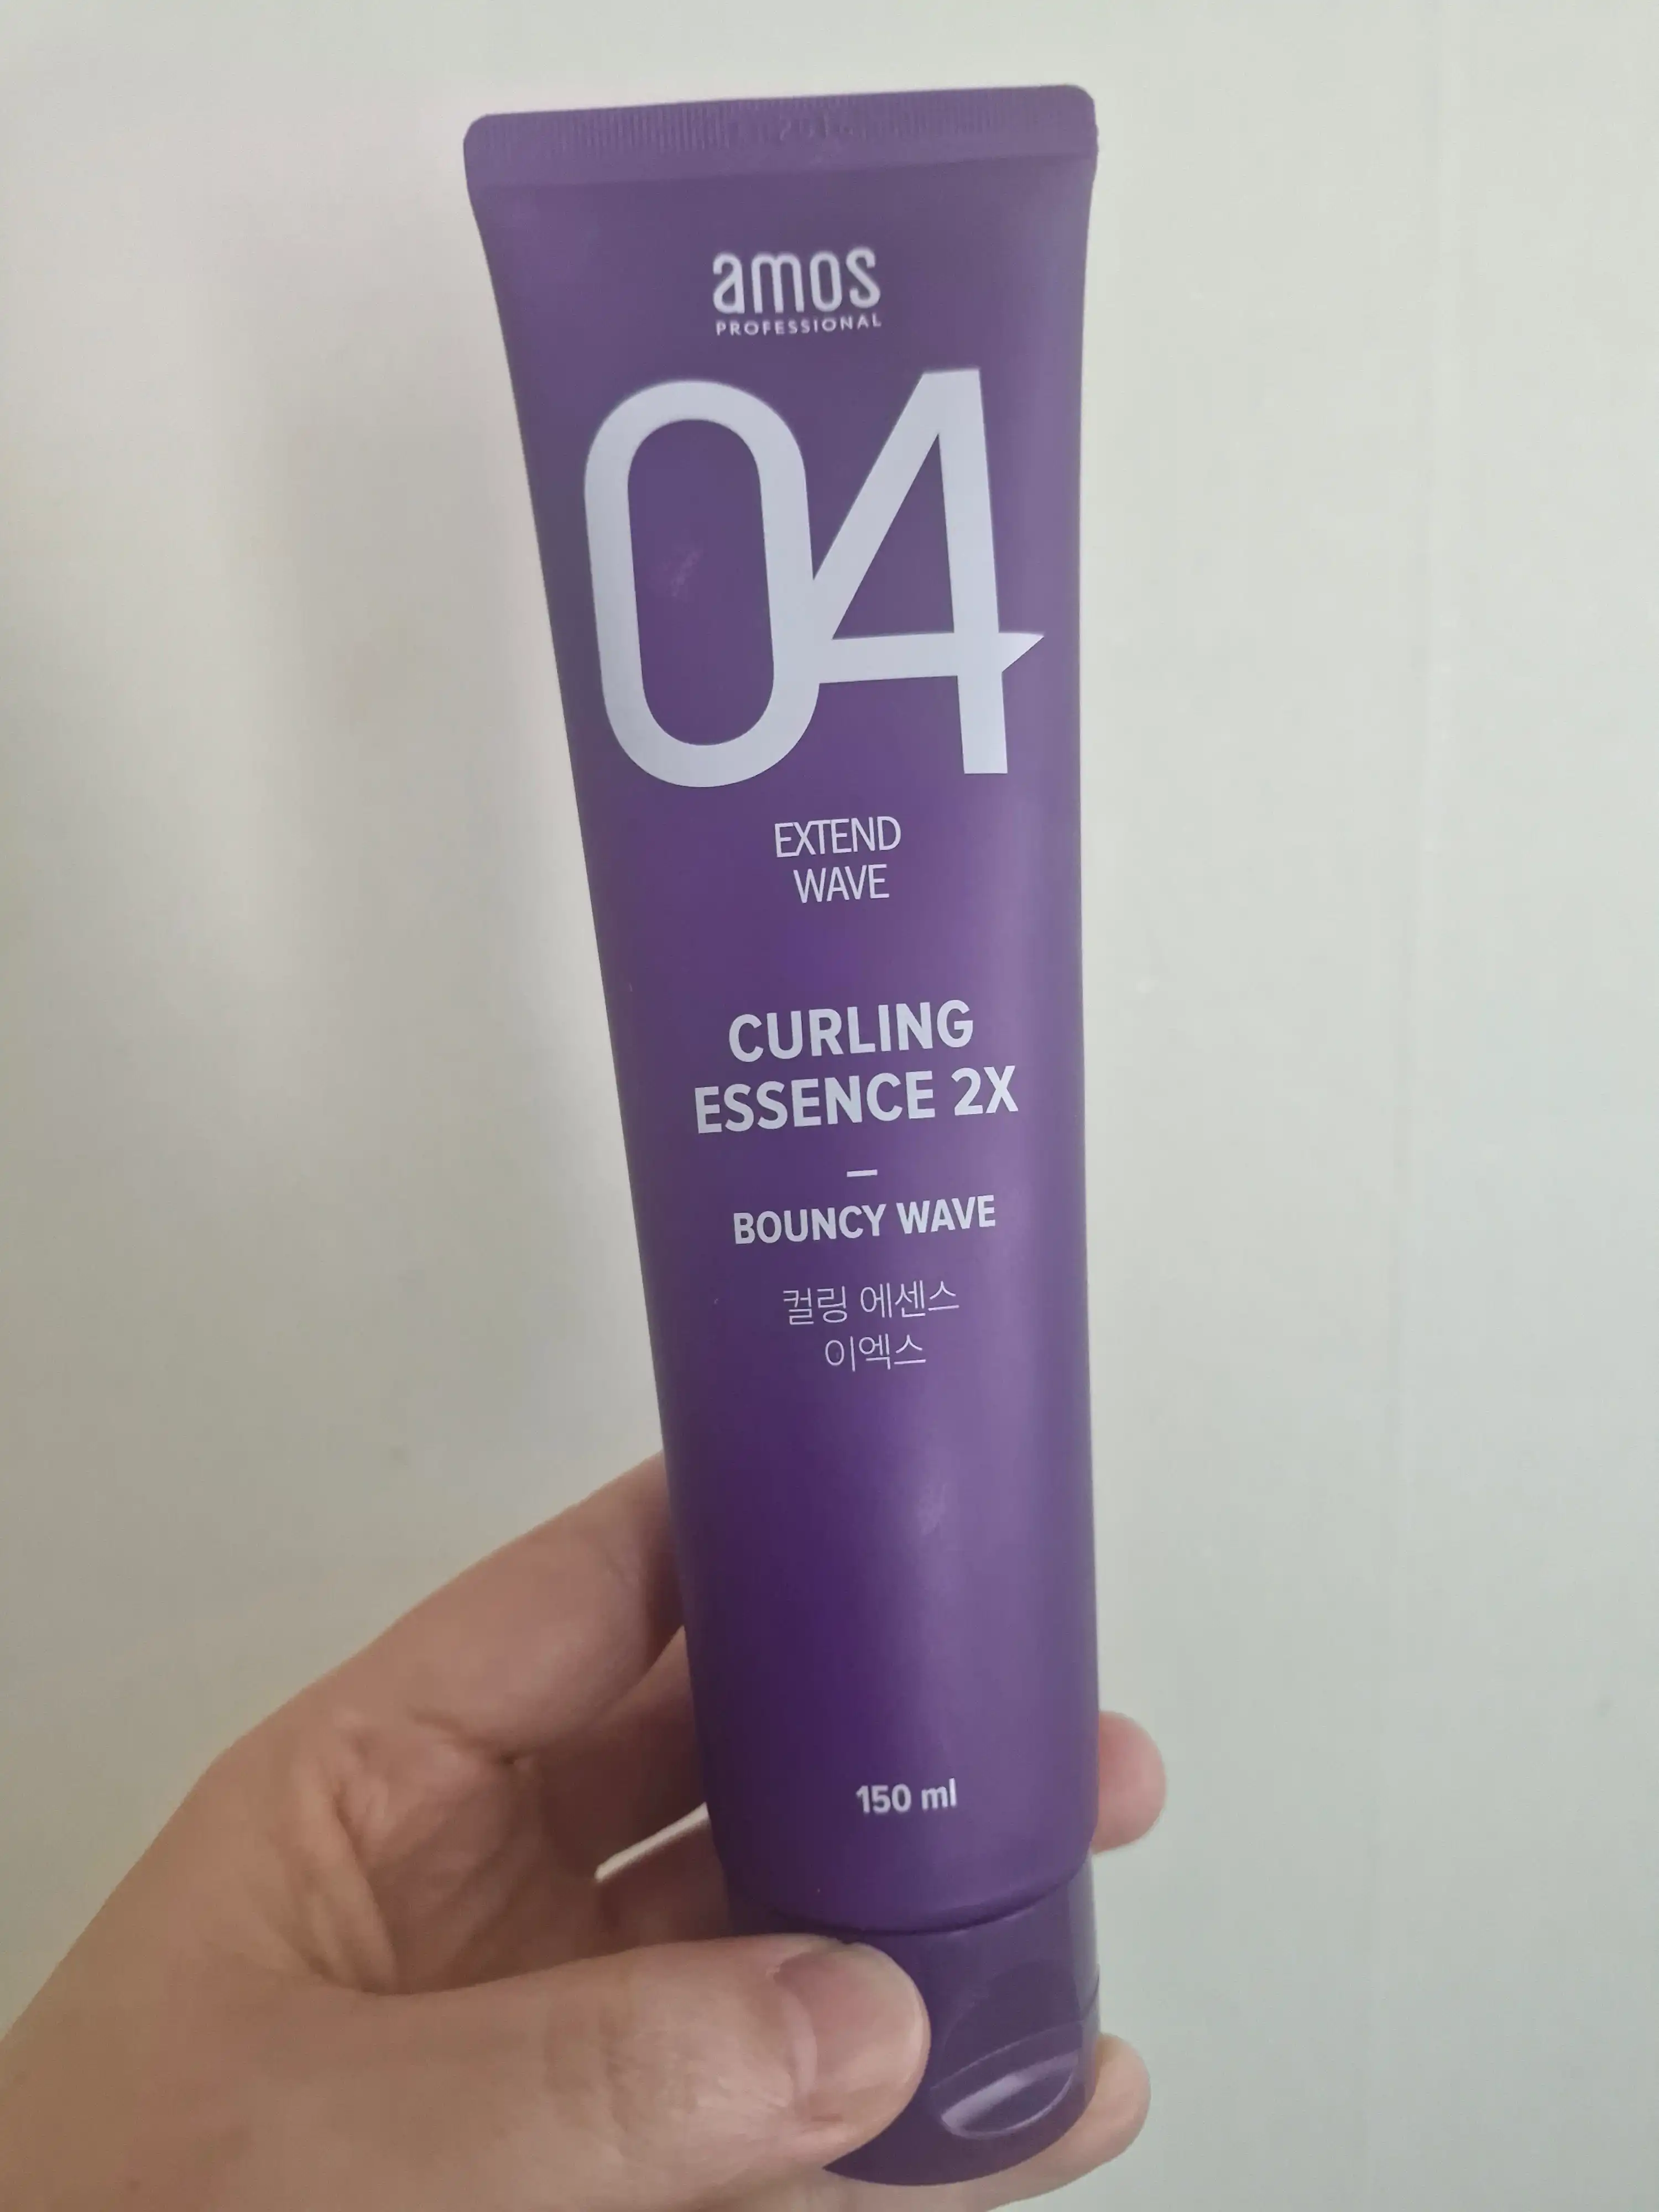 amos
PROFESSIONAL
04
EXTEND
WAVE
CURLING
ESSENCE 2X
BOUNCY WAVE
컬링 에센스
이엑스
150 ml